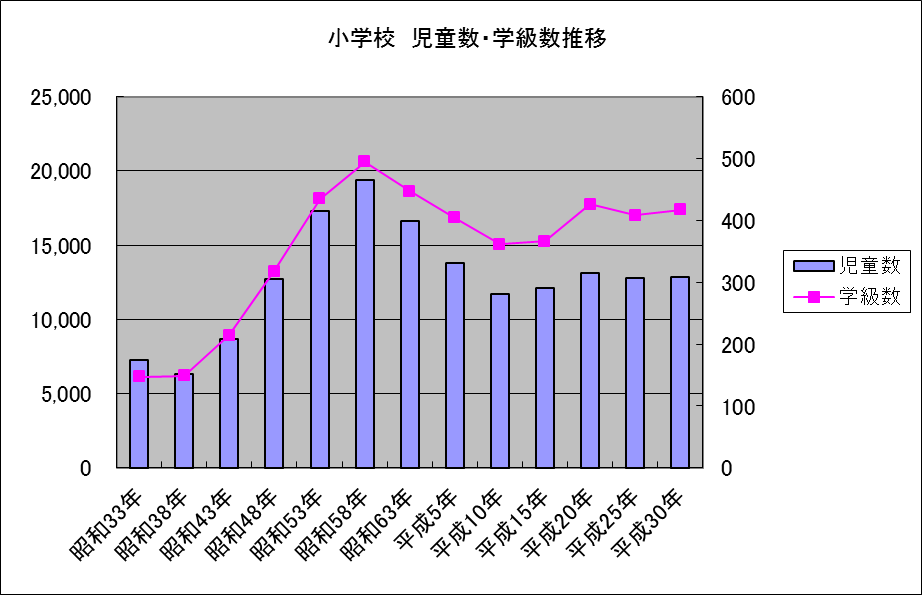 小学校　児童数・学級数推移
25,000
20,000
15,000
10,000
5,000
0
600
500
400
300
200
100
0
児童数
学級数
昭和33年
昭和38年
昭和43年
昭和48年
昭和53年
昭和58年
昭和63年
平成5年
平成10年
平成15年
平成20年
平成25年
平成30年